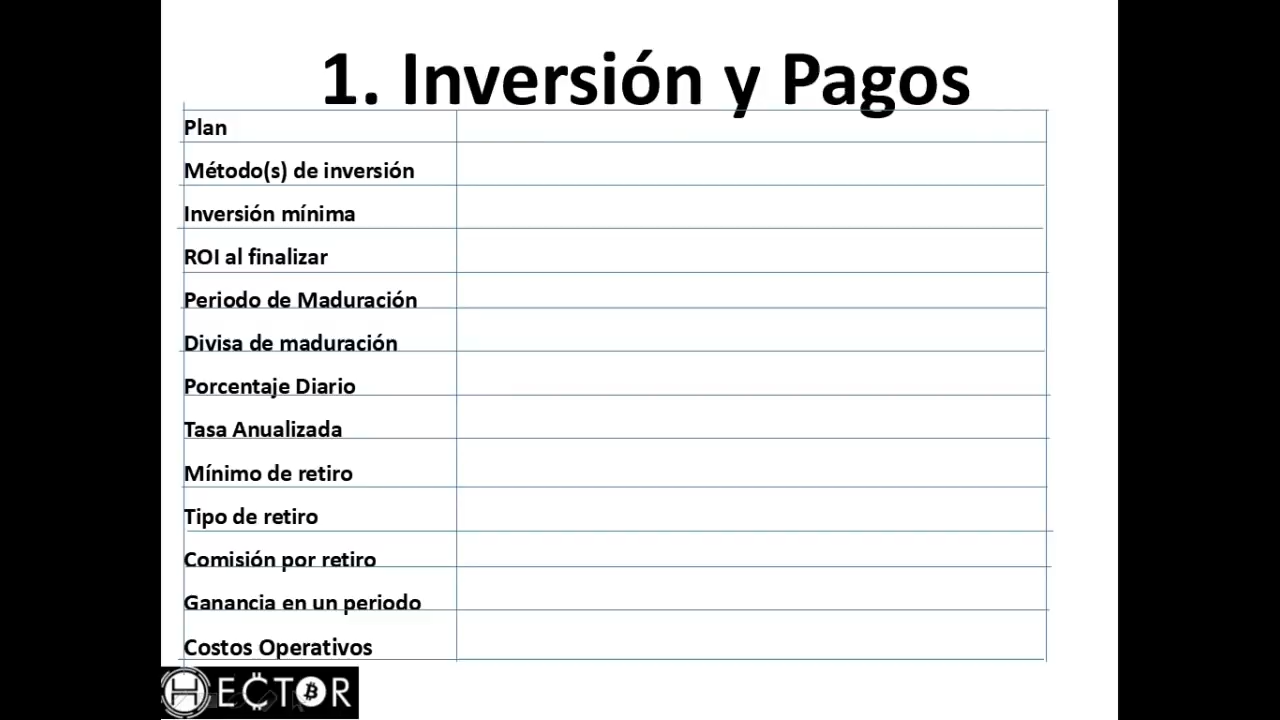 1. Inversión y Pagos
Plan
Método(s) de inversión
Inversión mínima
ROI al finalizar
Periodo de Maduración
Divisa de maduración
Porcentaje Diario
Tasa Anualizada
Mínimo de retiro
Tipo de retiro
Comisión por retiro
Ganancia en un periodo
Costos Operativos
HECTOR